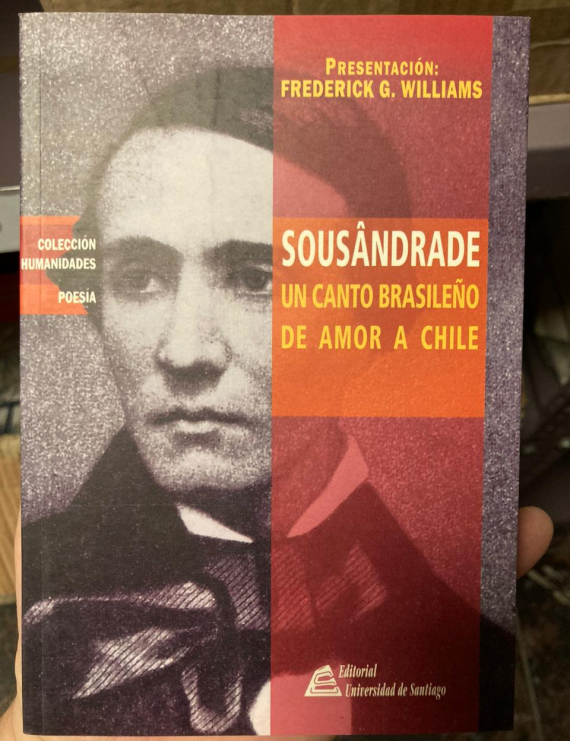 PRESENTACIÓN:
FREDERICK G. WILLIAMS
COLECCIÓN
HUMANIDADES
POESÍA
SOUSÂNDRADE
UN CANTO BRASILEÑO
DE AMOR A CHILE
Editorial
Universidad de Santiago